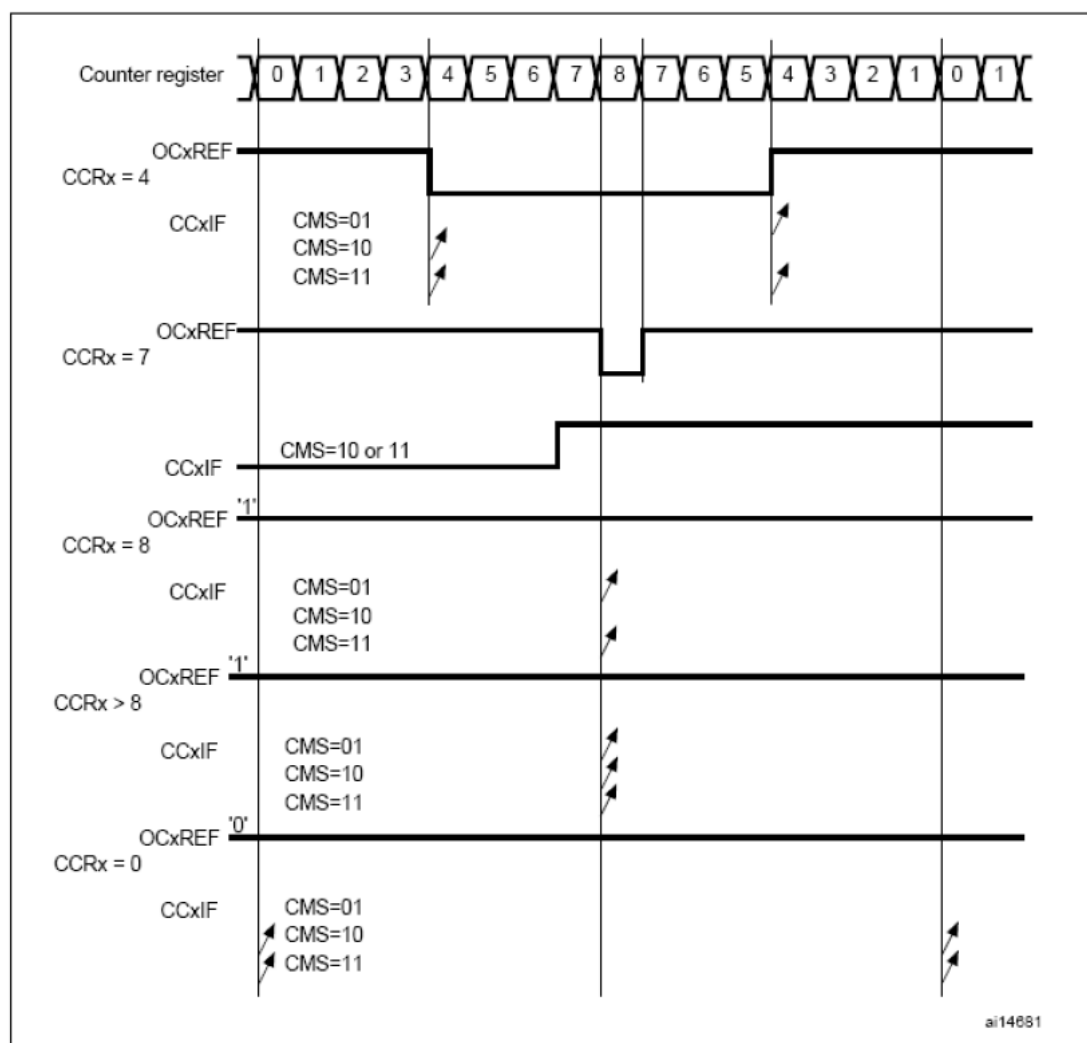 Counter register 0 1 2 3 4 5 6 7 8 7 6 5 4 3 2 1 0 1
OCxREF
CCRx = 4
CCxIF CMS=01
CMS=10
CMS=11
OCxREF
CCRx = 7
CMS=10 or 11
CCxIF
OCxREF '1'
CCRx = 8
CCxIF CMS=01
CMS=10
CMS=11
OCxREF '1'
CCRx > 8
CCxIF CMS=01
CMS=10
CMS=11
OCxREF '0'
CCRx = 0
CCxIF CMS=01
CMS=10
CMS=11
ai14681